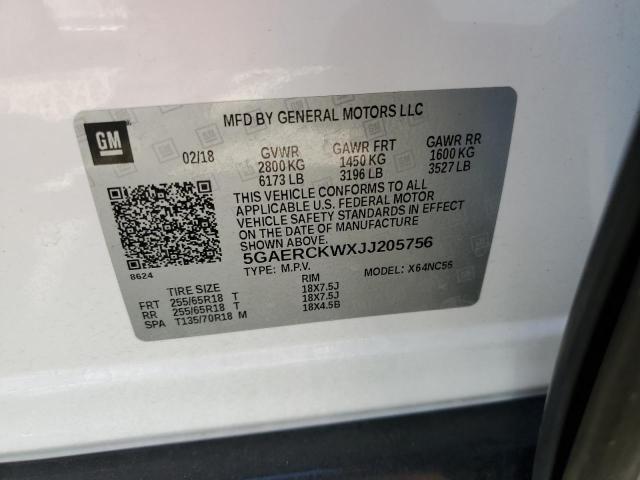 MFD BY GENERAL MOTORS LLC
GM
02/18 GVWR GAWR FRT GAWR RR
2800 KG 1450 KG 1600 KG
6173 LB 3196 LB 3527 LB
THIS VEHICLE CONFORMS TO ALL
APPLICABLE U.S. FEDERAL MOTOR
VEHICLE SAFETY STANDARDS IN EFFECT
ON THE DATE OF MANUFACTURE
SHOWN ABOVE.
5GAERCKWXJJ205756
8624
TYPE: M.P.V. MODEL: X64NC55
TIRE SIZE RIM
FRT 255/65R18 T 18X7.5J
RR 255/65R18 T 18X7.5J
SPA T135/70R18 M 18X4.5B